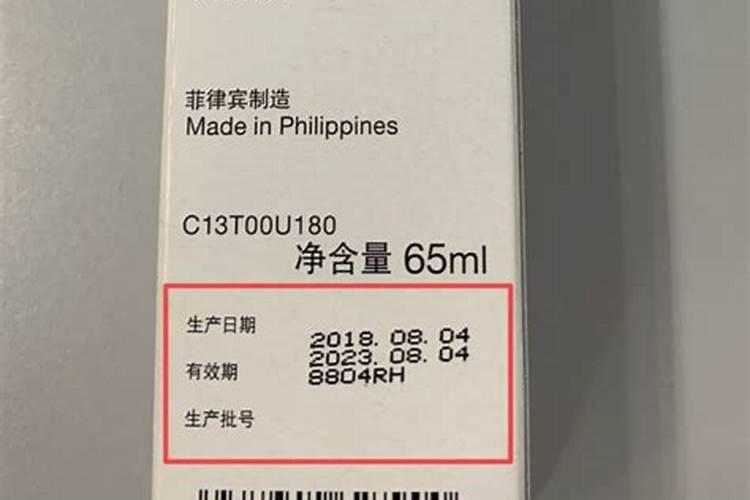 菲律宾制造
Made in Philippines
C13T00U180
净含量 65ml
生产日期
2018. 08. 04
2023. 08. 04
有效期
8804RH
生产批号